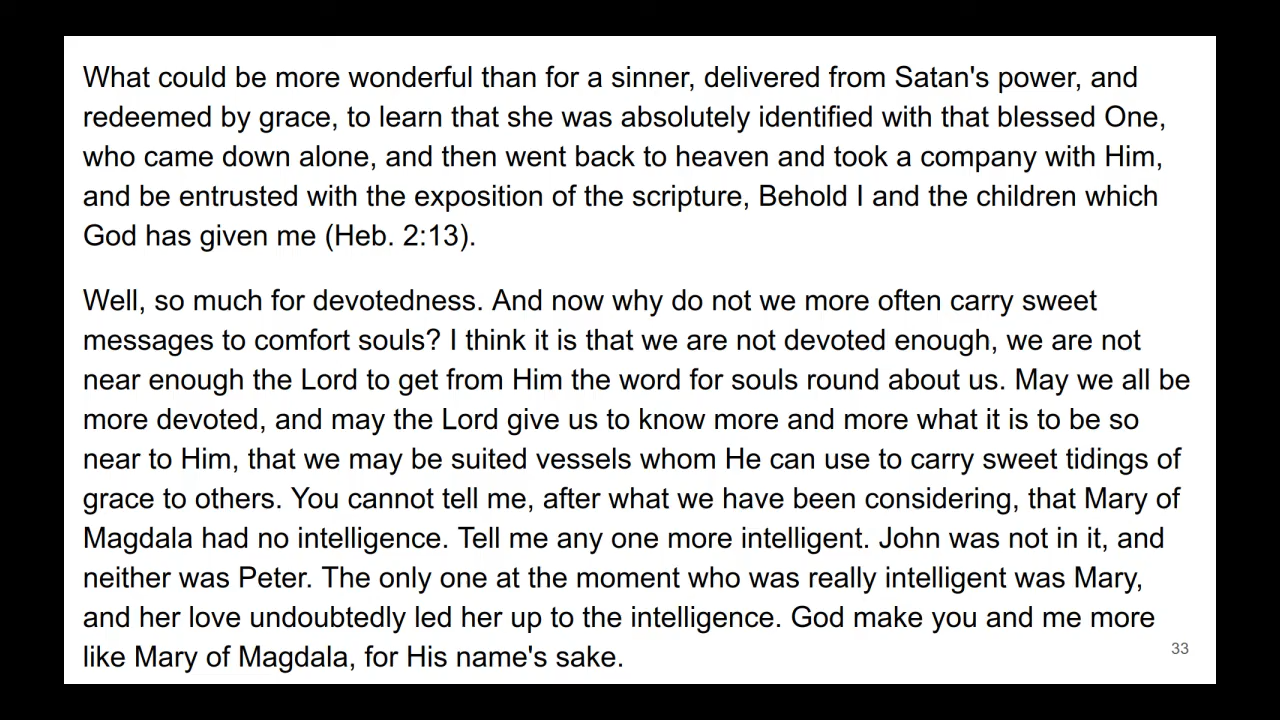 What could be more wonderful than for a sinner, delivered from Satan's power, and
redeemed by grace, to learn that she was absolutely identified with that blessed One,
who came down alone, and then went back to heaven and took a company with Him,
and be entrusted with the exposition of the scripture, Behold I and the children which
God has given me (Heb. 2:13).
Well, so much for devotedness. And now why do not we more often carry sweet
messages to comfort souls? I think it is that we are not devoted enough, we are not
near enough the Lord to get from Him the word for souls round about us. May we all be
more devoted, and may the Lord give us to know more and more what it is to be so
near to Him, that we may be suited vessels whom He can use to carry sweet tidings of
grace to others. You cannot tell me, after what we have been considering, that Mary of
Magdala had no intelligence. Tell me any one more intelligent. John was not in it, and
neither was Peter. The only one at the moment who was really intelligent was Mary,
and her love undoubtedly led her up to the intelligence. God make you and me more
like Mary of Magdala, for His name's sake.
33